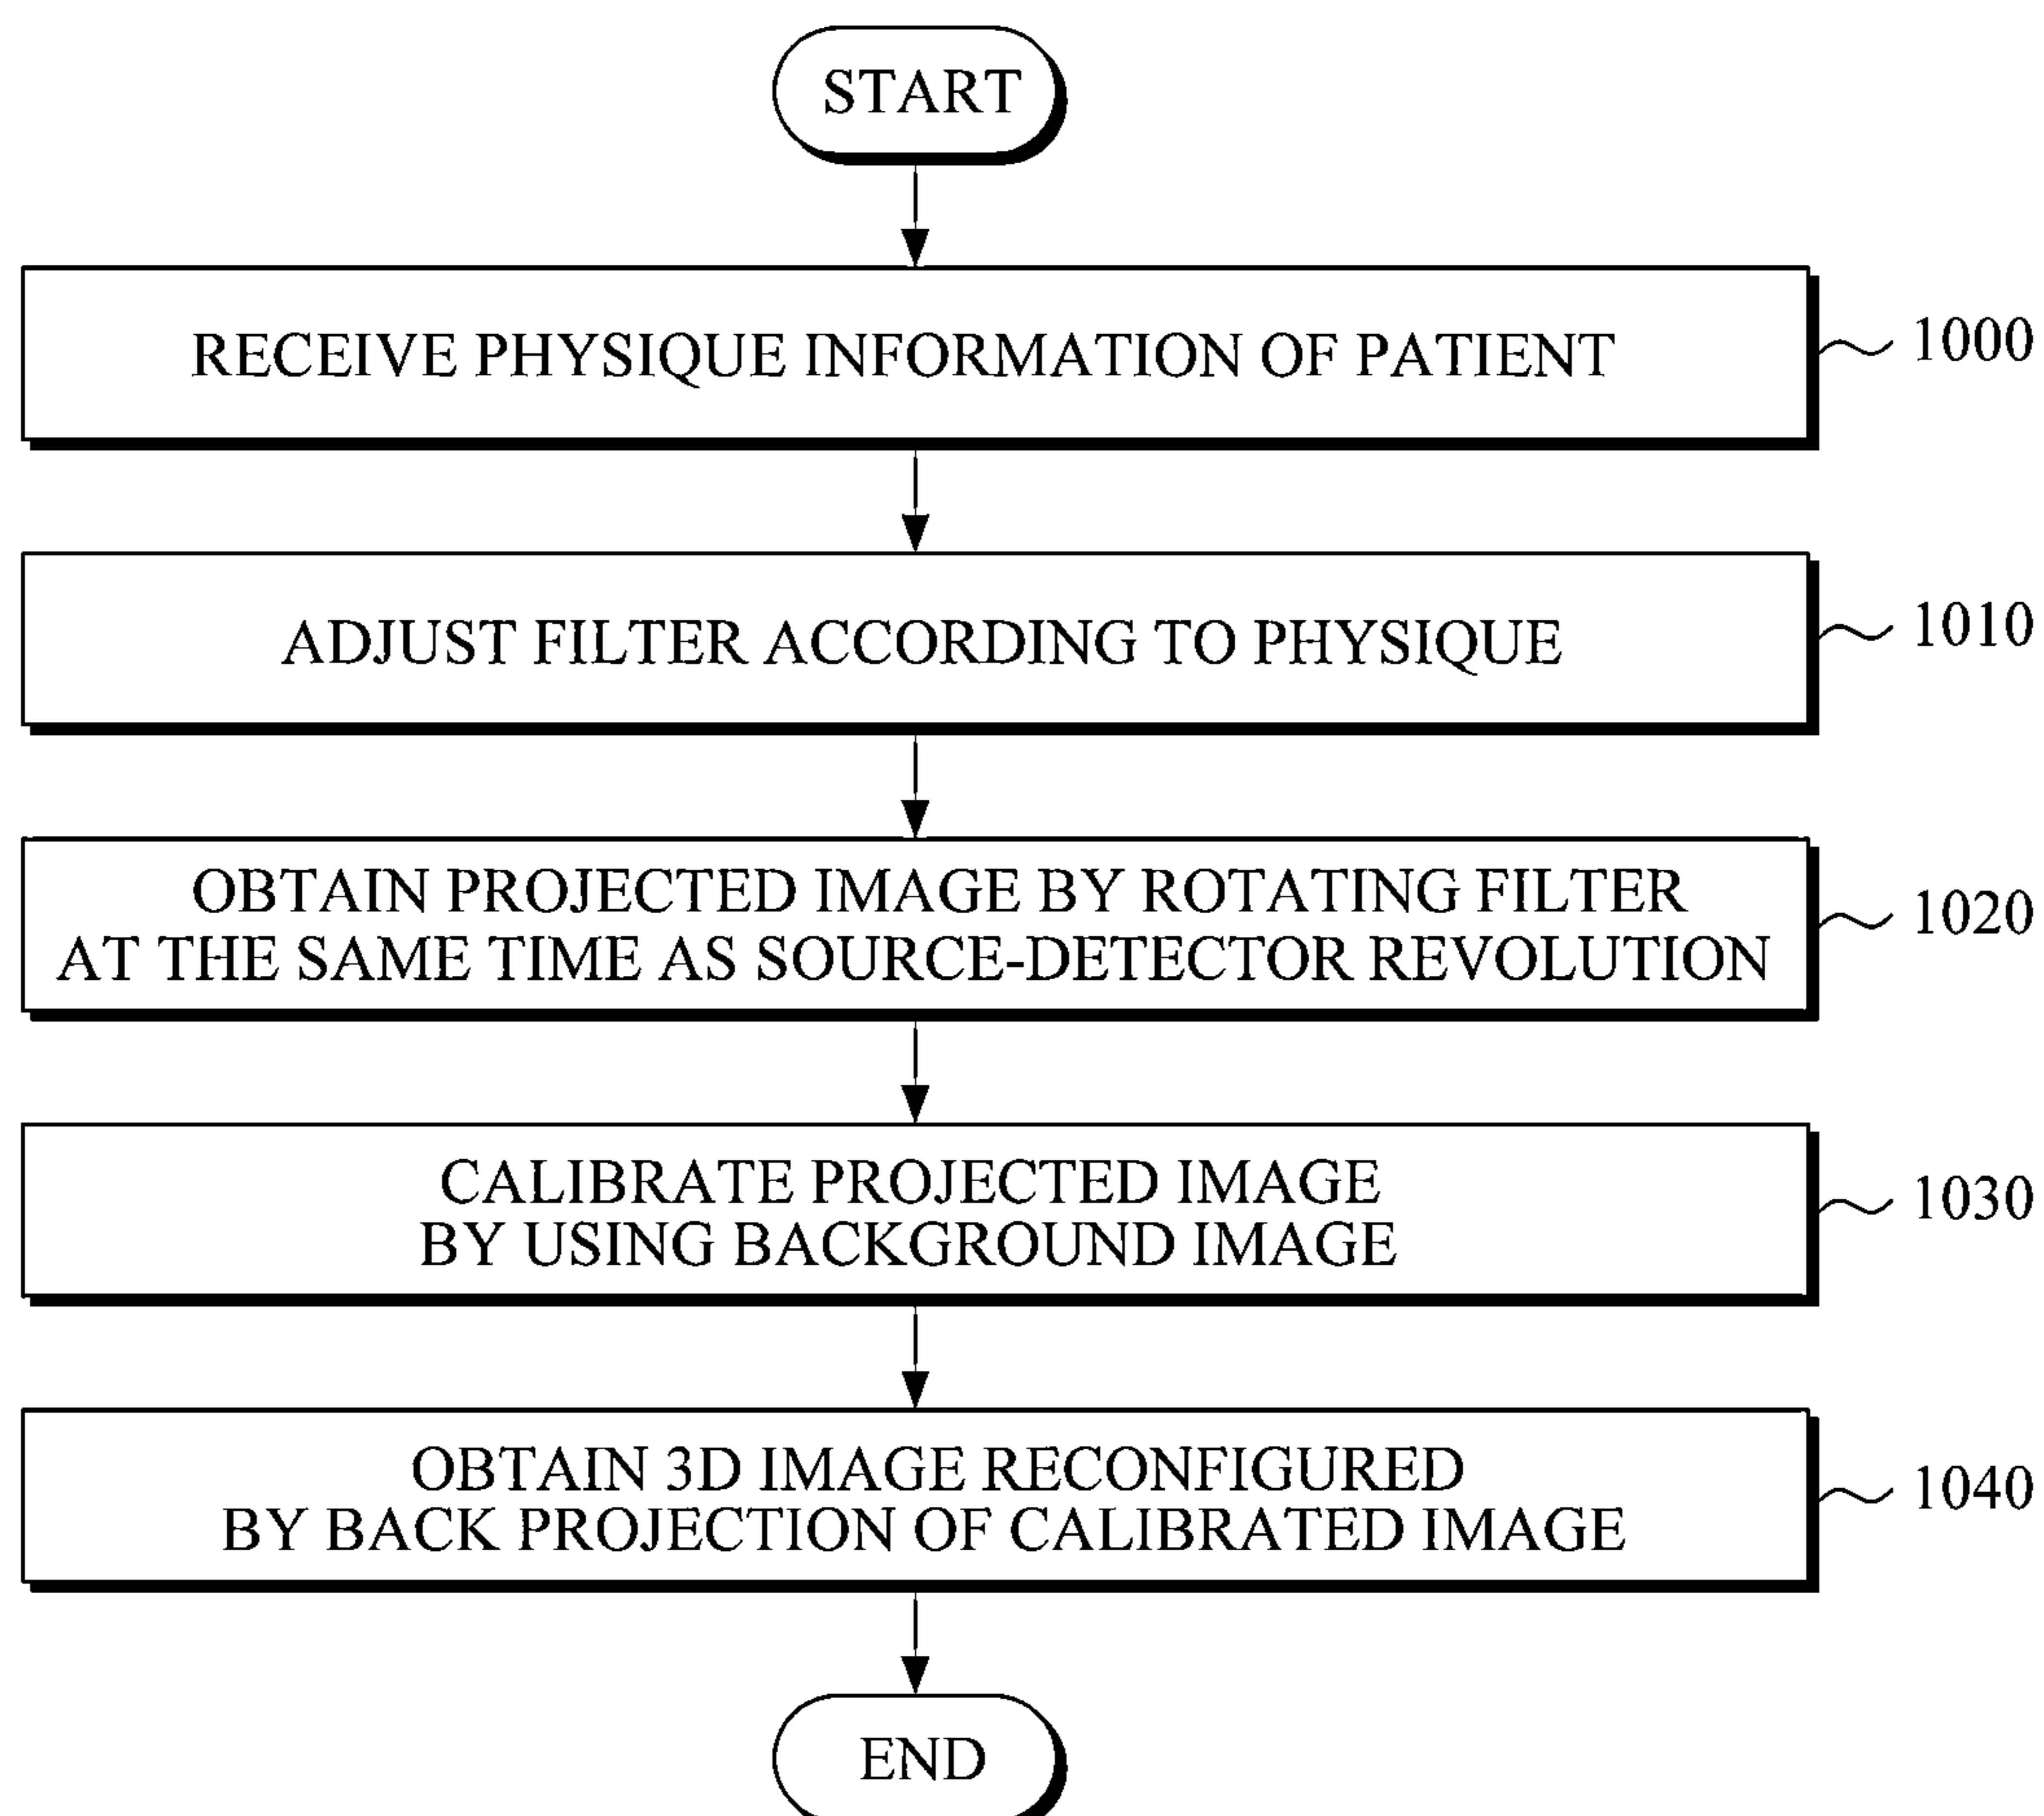 START
RECEIVE PHYSIQUE INFORMATION OF PATIENT
1000
ADJUST FILTER ACCORDING TO PHYSIQUE
1010
OBTAIN PROJECTED IMAGE BY ROTATING FILTER
AT THE SAME TIME AS SOURCE-DETECTOR REVOLUTION
1020
CALIBRATE PROJECTED IMAGE
BY USING BACKGROUND IMAGE
1030
OBTAIN 3D IMAGE RECONFIGURED
BY BACK PROJECTION OF CALIBRATED IMAGE
1040
END